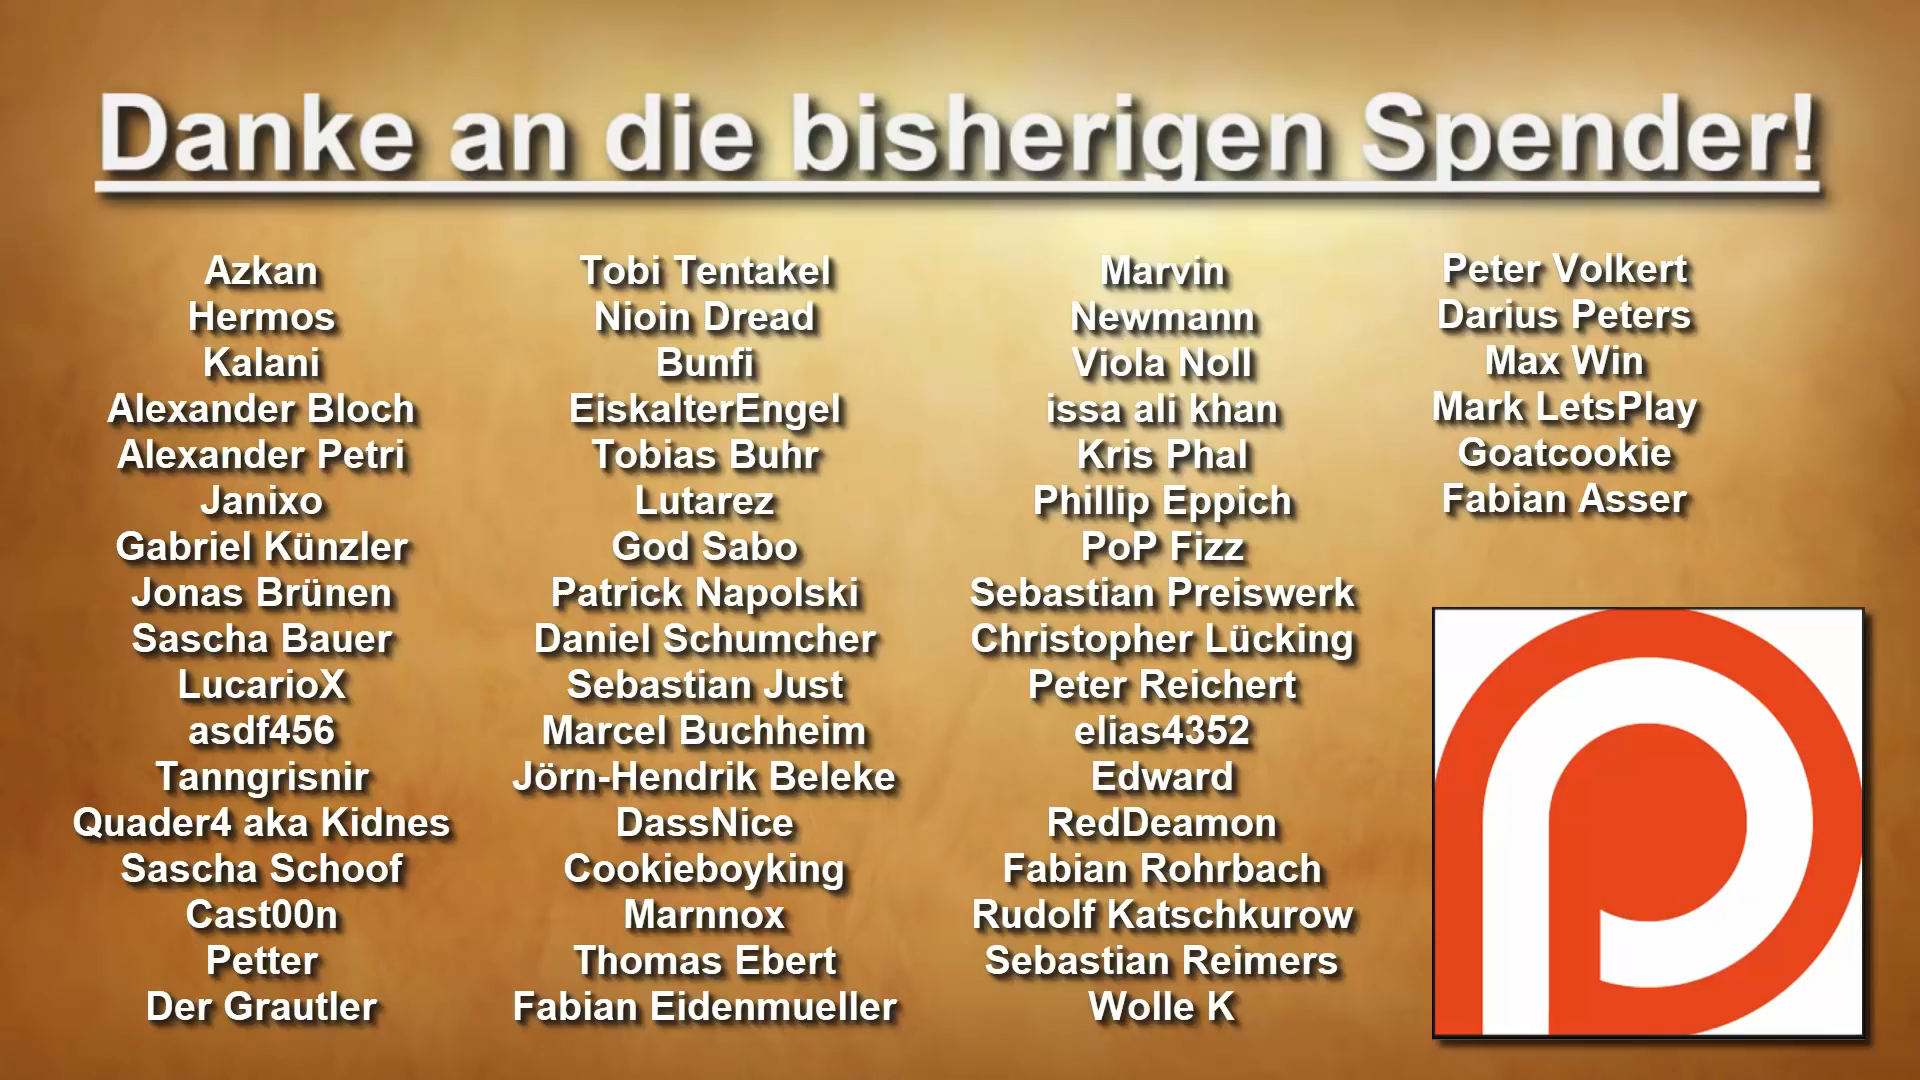 Danke an die bisherigen Spender!
Azkan
Hermos
Kalani
Alexander Bloch
Alexander Petri
Janixo
Gabriel Künzler
Jonas Brünen
Sascha Bauer
LucarioX
asdf456
Tanngrisnir
Quader4 aka Kidnes
Sascha Schoof
Cast00n
Petter
Der Grautler
Tobi Tentakel
Nioin Dread
Bunfi
EiskalterEngel
Tobias Buhr
Lutarez
God Sabo
Patrick Napolski
Daniel Schumcher
Sebastian Just
Marcel Buchheim
Jörn-Hendrik Beleke
DassNice
Cookieboyking
Marnnox
Thomas Ebert
Fabian Eidenmueller
Marvin
Newmann
Viola Noll
issa ali khan
Kris Phal
Phillip Eppich
PoP Fizz
Sebastian Preiswerk
Christopher Lücking
Peter Reichert
elias4352
Edward
RedDeamon
Fabian Rohrbach
Rudolf Katschkurow
Sebastian Reimers
Wolle K
Peter Volkert
Darius Peters
Max Win
Mark LetsPlay
Goatcookie
Fabian Asser